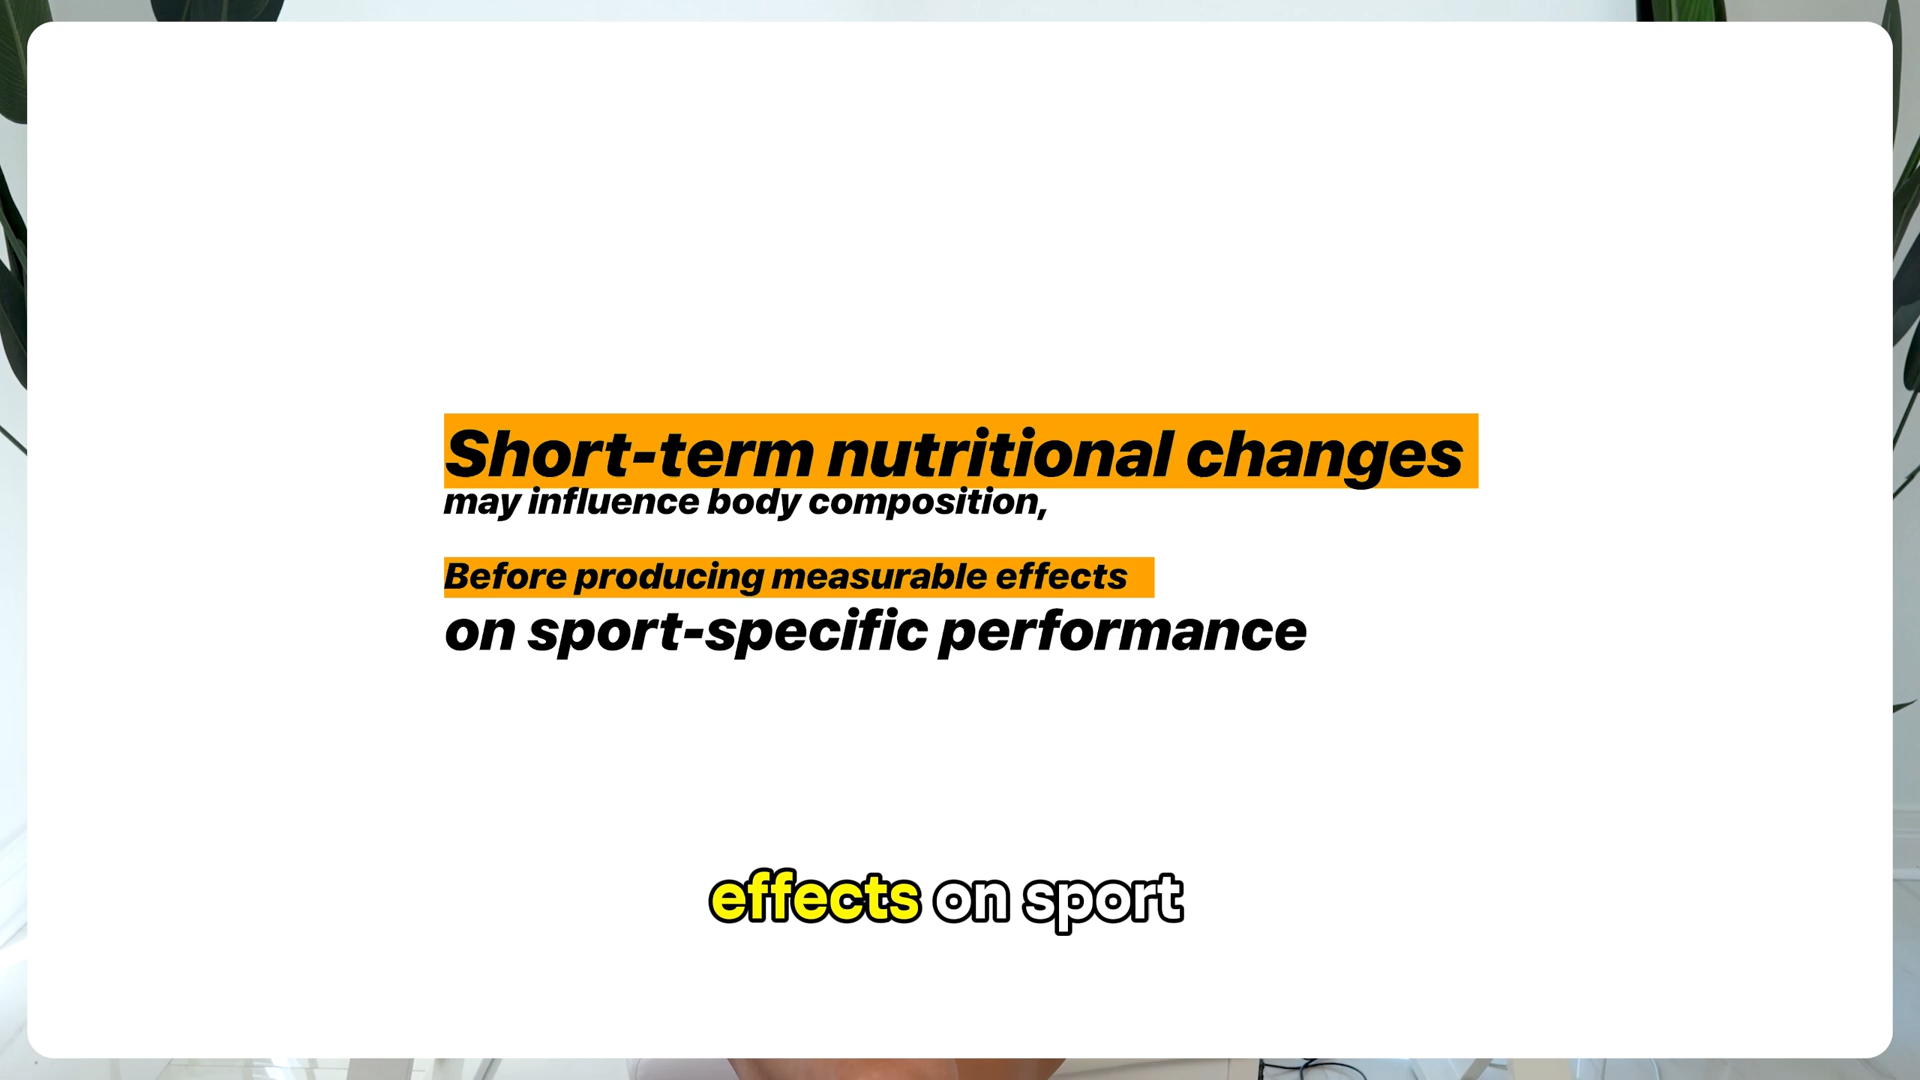 Short-term nutritional changes
may influence body composition,
Before producing measurable effects
on sport-specific performance
effects on sport